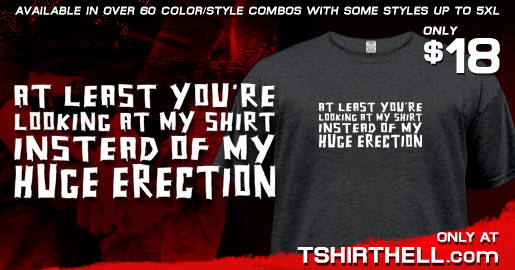 AVAILABLE IN OVER 60 COLOR/STYLE COMBOS WITH SOME STYLES UP TO 5XL
ONLY
$18
AT LEAST YOU'RE
LOOKING AT MY SHIRT
INSTEAD OF MY
HUGE ERECTION
AT LEAST YOU'RE
LOOKING AT MY SHIRT
INSTEAD OF MY
HUGE ERECTION
ONLY AT
TSHIRTHELL.com